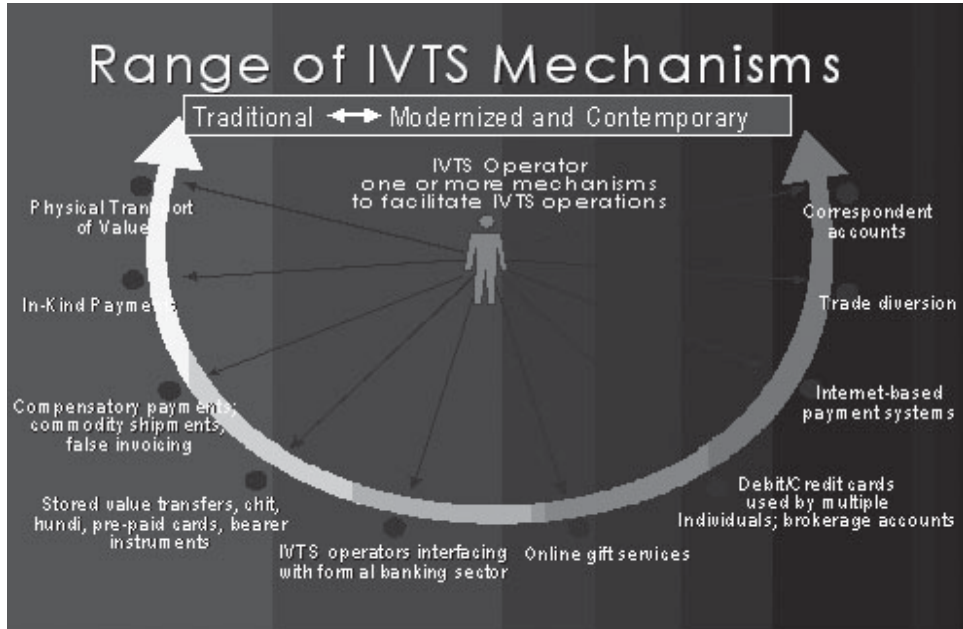 Range of IVTS Mechanisms
Traditional ↔ Modernized and Contemporary
IVTS Operator
one or more mechanisms
to facilitate IVTS operations
Physical Transport
of Value
In-Kind Payments
Compensatory payments;
commodity shipments,
false invoicing
Stored value transfers, chit,
hundi, pre-paid cards, bearer
instruments
IVTS operators interfacing
with formal banking sector
Online gift services
Debit/Credit cards
used by multiple
Individuals; brokerage accounts
Internet-based
payment systems
Trade diversion
Correspondent
accounts